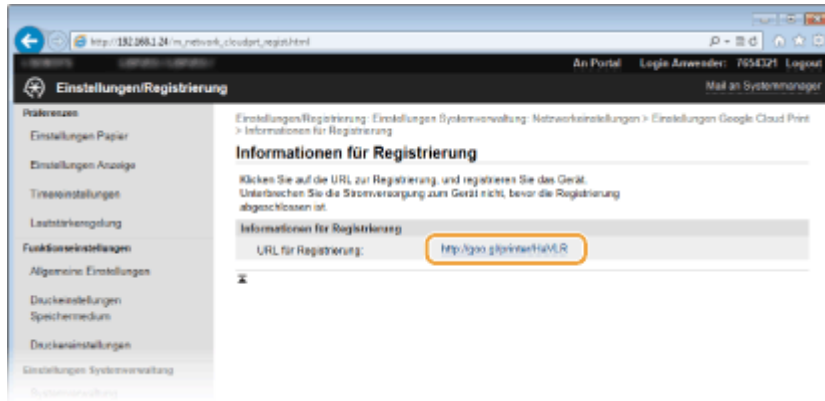 http://192.168.1.24/m_network_cloudprt_regist.html
An Portal Login Anwender: 7654321 Logout
Einstellungen/Registrierung
Mail an Systemmanager
Präferenzen
Einstellungen Papier
Einstellungen Anzeige
Timereinstellungen
Lautstärkeregelung
Funktionseinstellungen
Allgemeine Einstellungen
Druckeinstellungen
Speichermedium
Druckereinstellungen
Einstellungen Systemverwaltung
Systemverwaltung
Einstellungen/Registrierung: Einstellungen Systemverwaltung: Netzwerkeinstellungen > Einstellungen Google Cloud Print
> Informationen für Registrierung
Informationen für Registrierung
Klicken Sie auf die URL zur Registrierung, und registrieren Sie das Gerät.
Unterbrechen Sie die Stromversorgung zum Gerät nicht, bevor die Registrierung
abgeschlossen ist.
Informationen für Registrierung
URL für Registrierung: http://goo.gl/printer/HaVLR